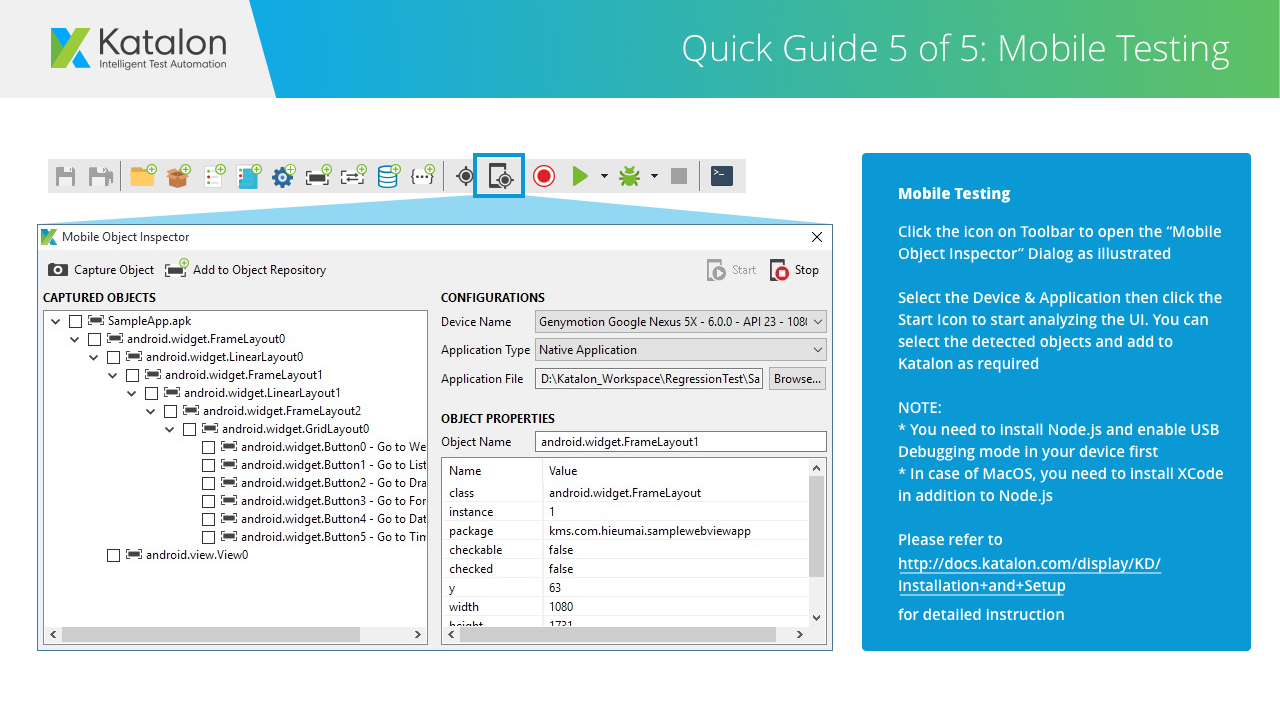 Katalon
Intelligent Test Automation
Quick Guide 5 of 5: Mobile Testing
Mobile Object Inspector
Capture Object
Add to Object Repository
Start
Stop
CAPTURED OBJECTS
SampleApp.apk
android.widget.FrameLayout0
android.widget.LinearLayout0
android.widget.FrameLayout1
android.widget.LinearLayout1
android.widget.FrameLayout2
android.widget.GridLayout0
android.widget.Button0 - Go to We
android.widget.Button1 - Go to List
android.widget.Button2 - Go to Dra
android.widget.Button3 - Go to For
android.widget.Button4 - Go to Dat
android.widget.Button5 - Go to Tim
android.view.View0
CONFIGURATIONS
Device Name Genymotion Google Nexus 5X - 6.0.0 - API 23 - 1080
Application Type Native Application
Application File D:\Katalon_Workspace\RegressionTest\Sa Browse...
OBJECT PROPERTIES
Object Name android.widget.FrameLayout1
Name Value
class android.widget.FrameLayout
instance 1
package kms.com.hieumai.samplewebviewapp
checkable false
checked false
y 63
width 1080
height 1731
Mobile Testing
Click the icon on Toolbar to open the “Mobile
Object Inspector” Dialog as illustrated
Select the Device & Application then click the
Start Icon to start analyzing the UI. You can
select the detected objects and add to
Katalon as required
NOTE:
* You need to install Node.js and enable USB
Debugging mode in your device first
* In case of MacOS, you need to install XCode
in addition to Node.js
Please refer to
http://docs.katalon.com/display/KD/
Installation+and+Setup
for detailed instruction